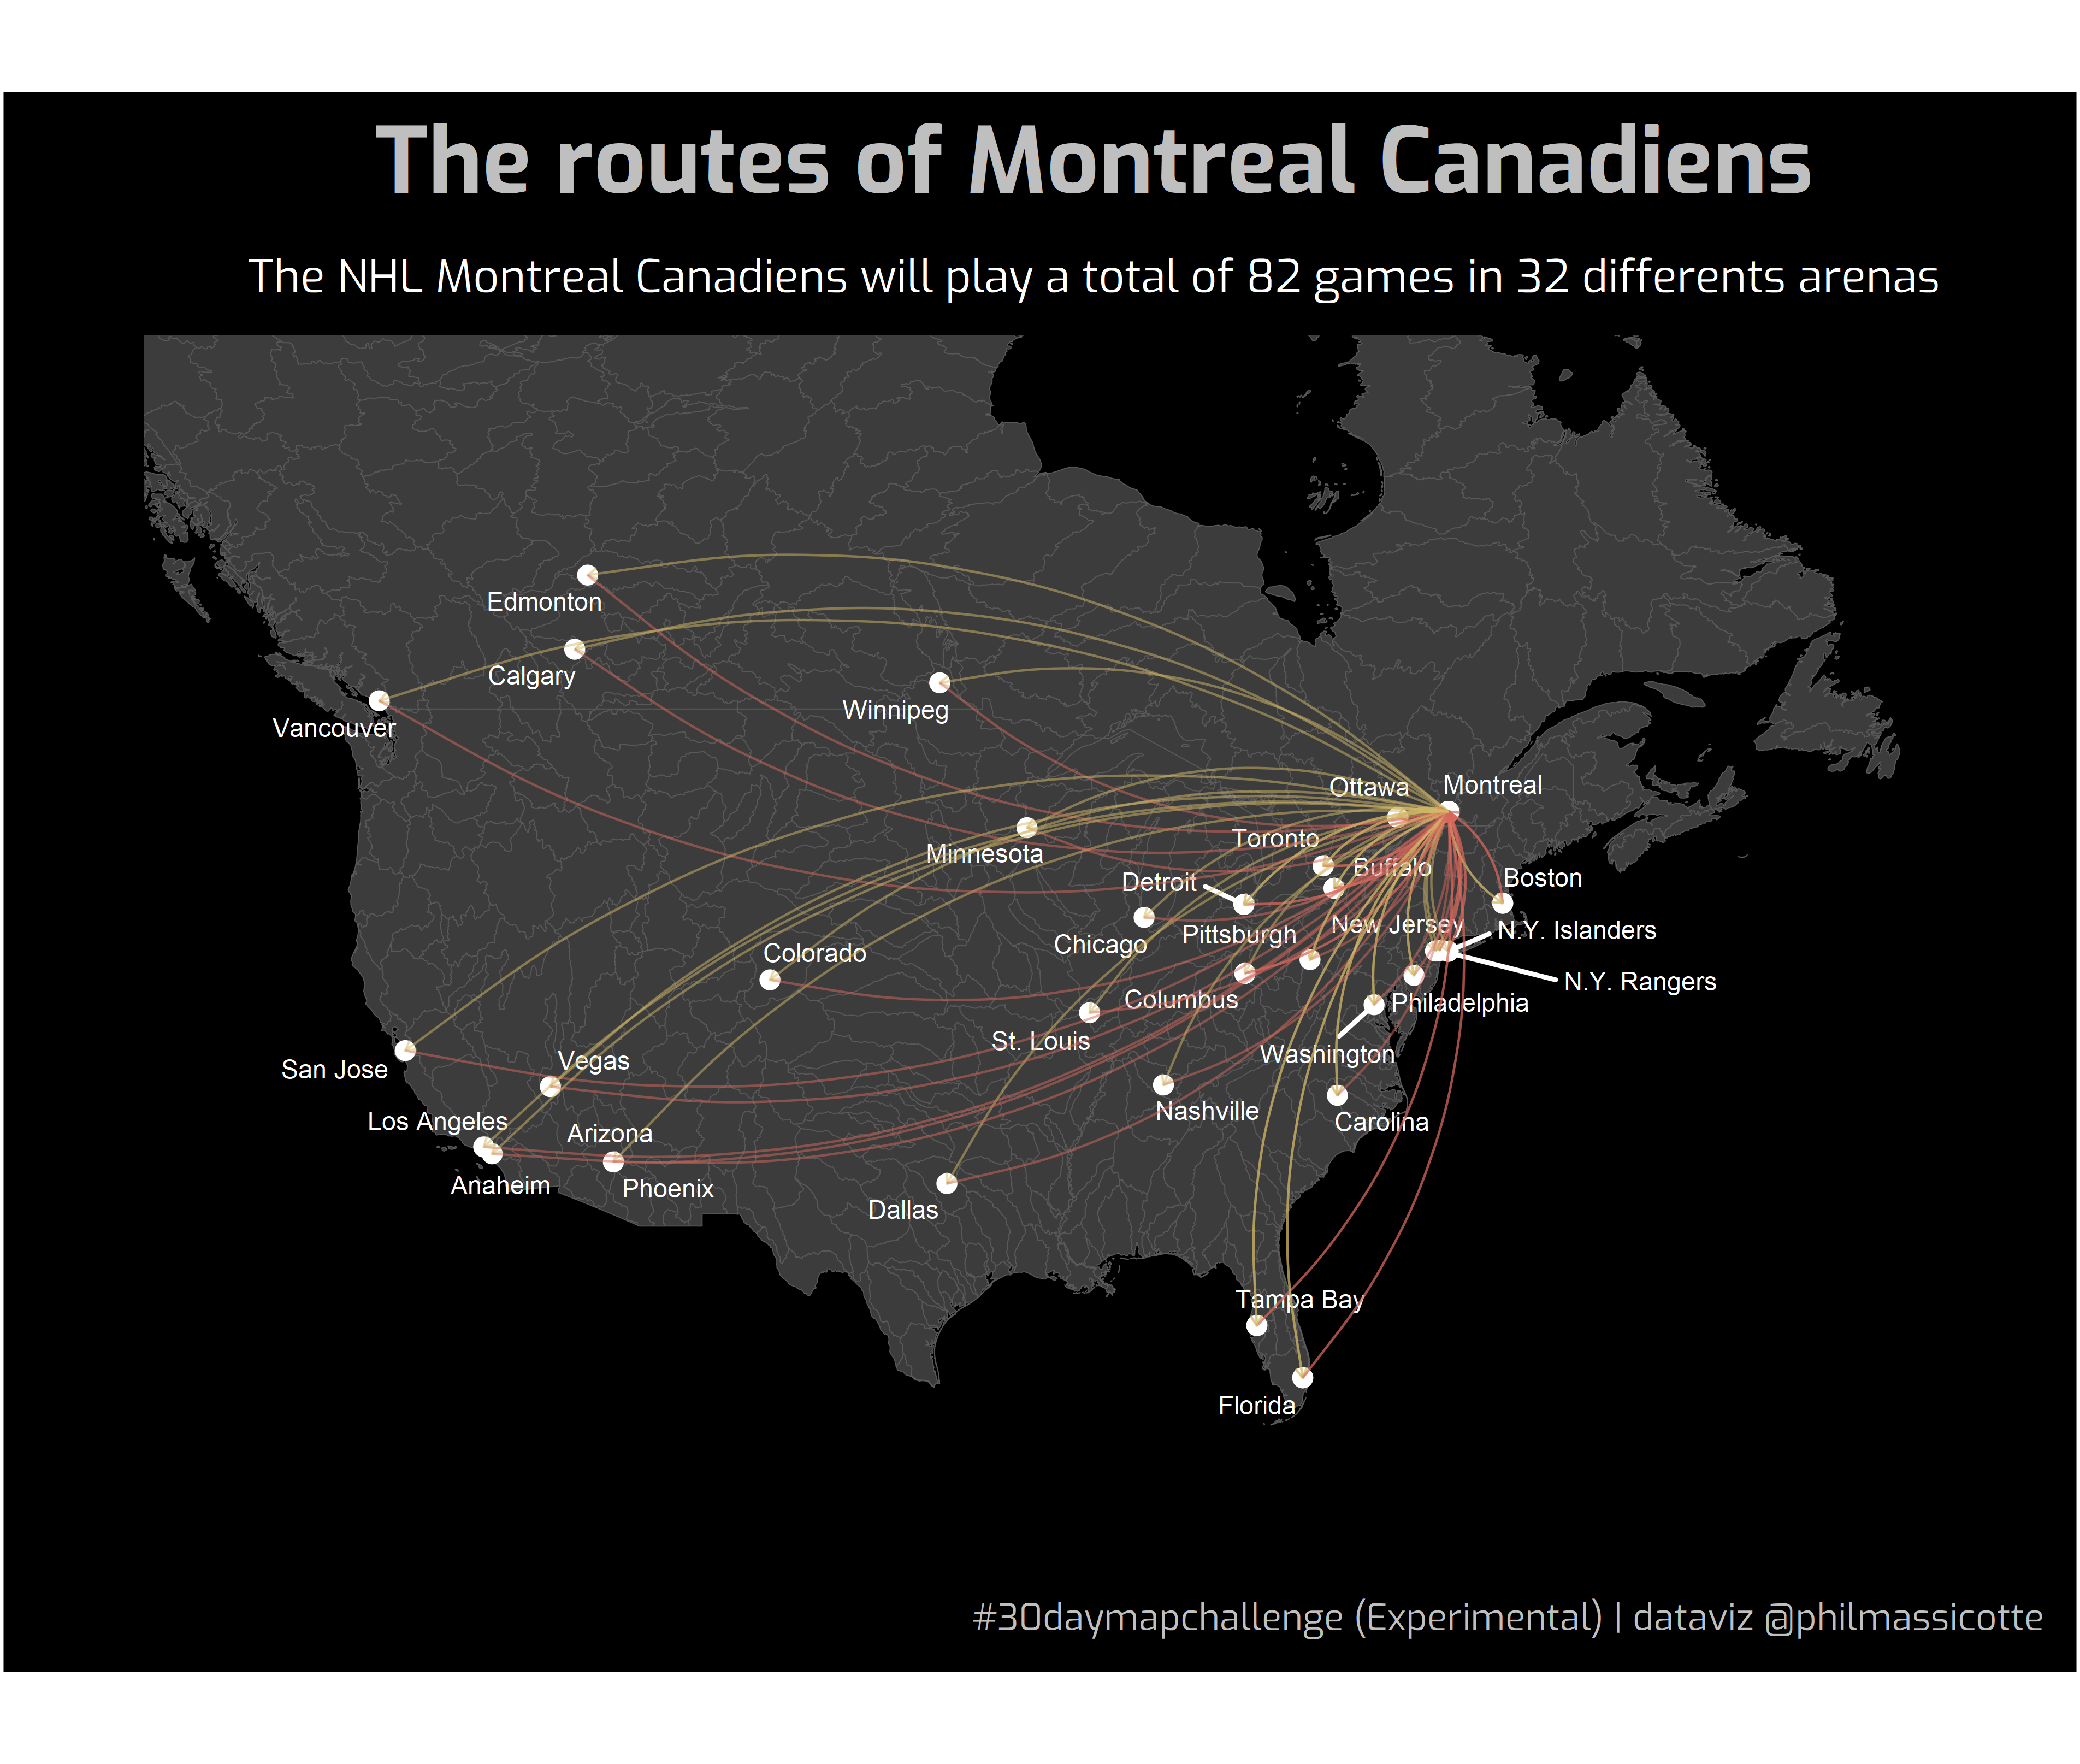 The routes of Montreal Canadiens
The NHL Montreal Canadiens will play a total of 82 games in 32 differents arenas
Edmonton
Calgary
Winnipeg
Vancouver
Ottawa
Montreal
Toronto
Minnesota
Buffalo
Detroit
Boston
New Jersey
N.Y. Islanders
Pittsburgh
Chicago
Colorado
N.Y. Rangers
Columbus
Philadelphia
St. Louis
Washington
Vegas
San Jose
Nashville
Los Angeles
Carolina
Arizona
Anaheim
Phoenix
Dallas
Tampa Bay
Florida
#30daymapchallenge (Experimental) | dataviz @philmassicotte